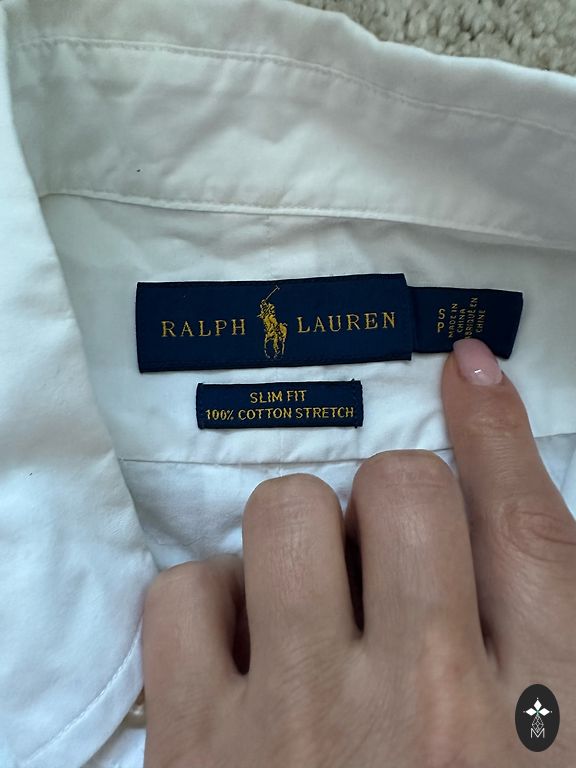 RALPH LAUREN
S
P
MADE IN
CHINA
FABRIQUÉ EN
CHINE
SLIM FIT
100% COTTON STRETCH
M